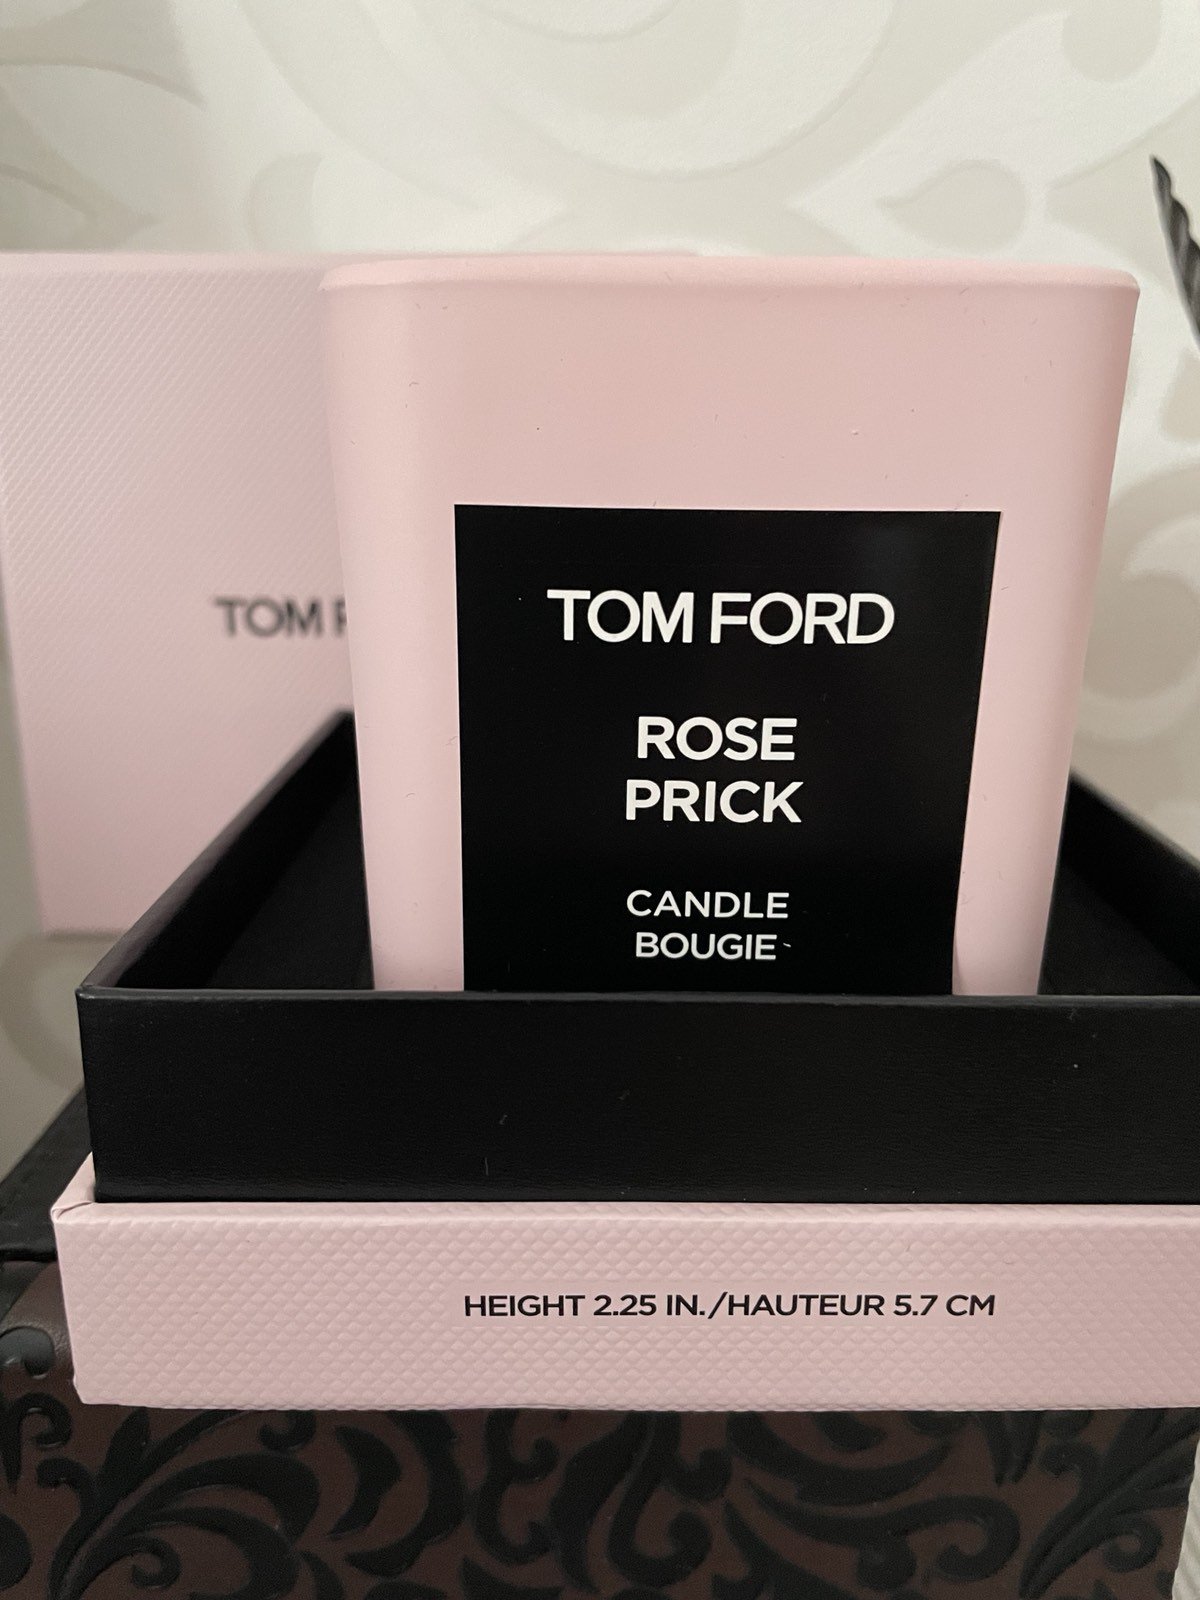 TOM F
TOM FORD
ROSE
PRICK
CANDLE
BOUGIE
HEIGHT 2.25 IN./HAUTEUR 5.7 CM